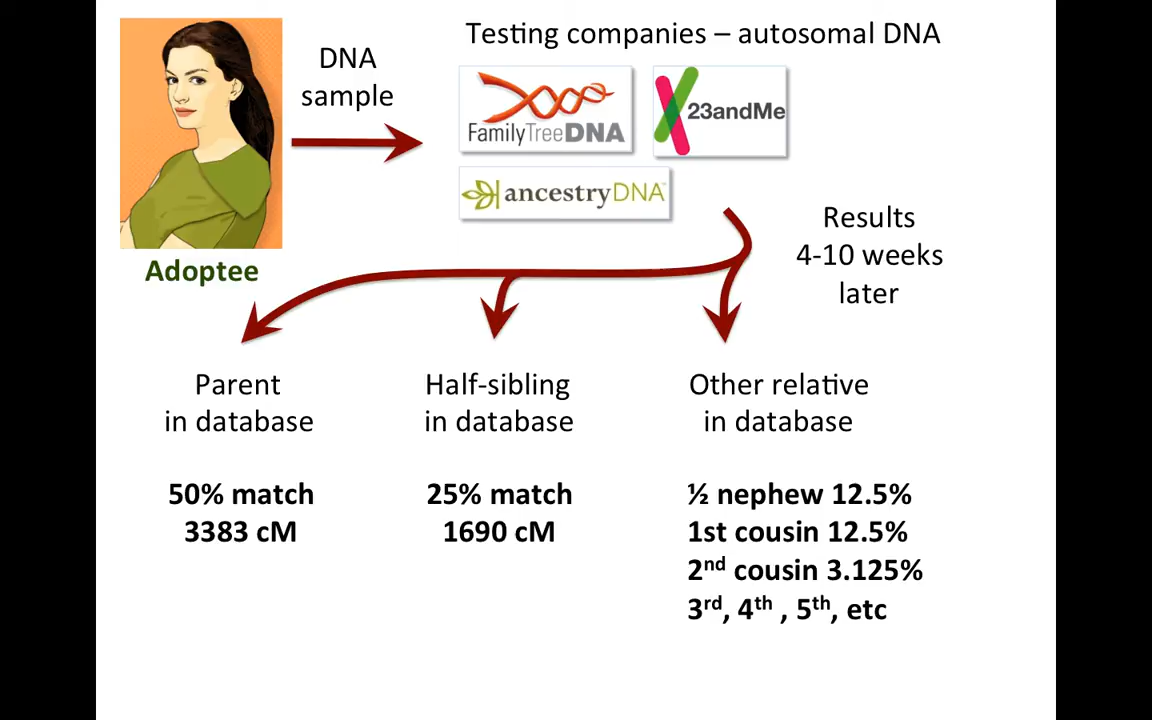 Testing companies – autosomal DNA
DNA
sample
FamilyTreeDNA
23andMe
ancestryDNA™
Adoptee
Results
4-10 weeks
later
Parent
in database
Half-sibling
in database
Other relative
in database
50% match
3383 cM
25% match
1690 cM
½ nephew 12.5%
1st cousin 12.5%
2nd cousin 3.125%
3rd, 4th , 5th, etc